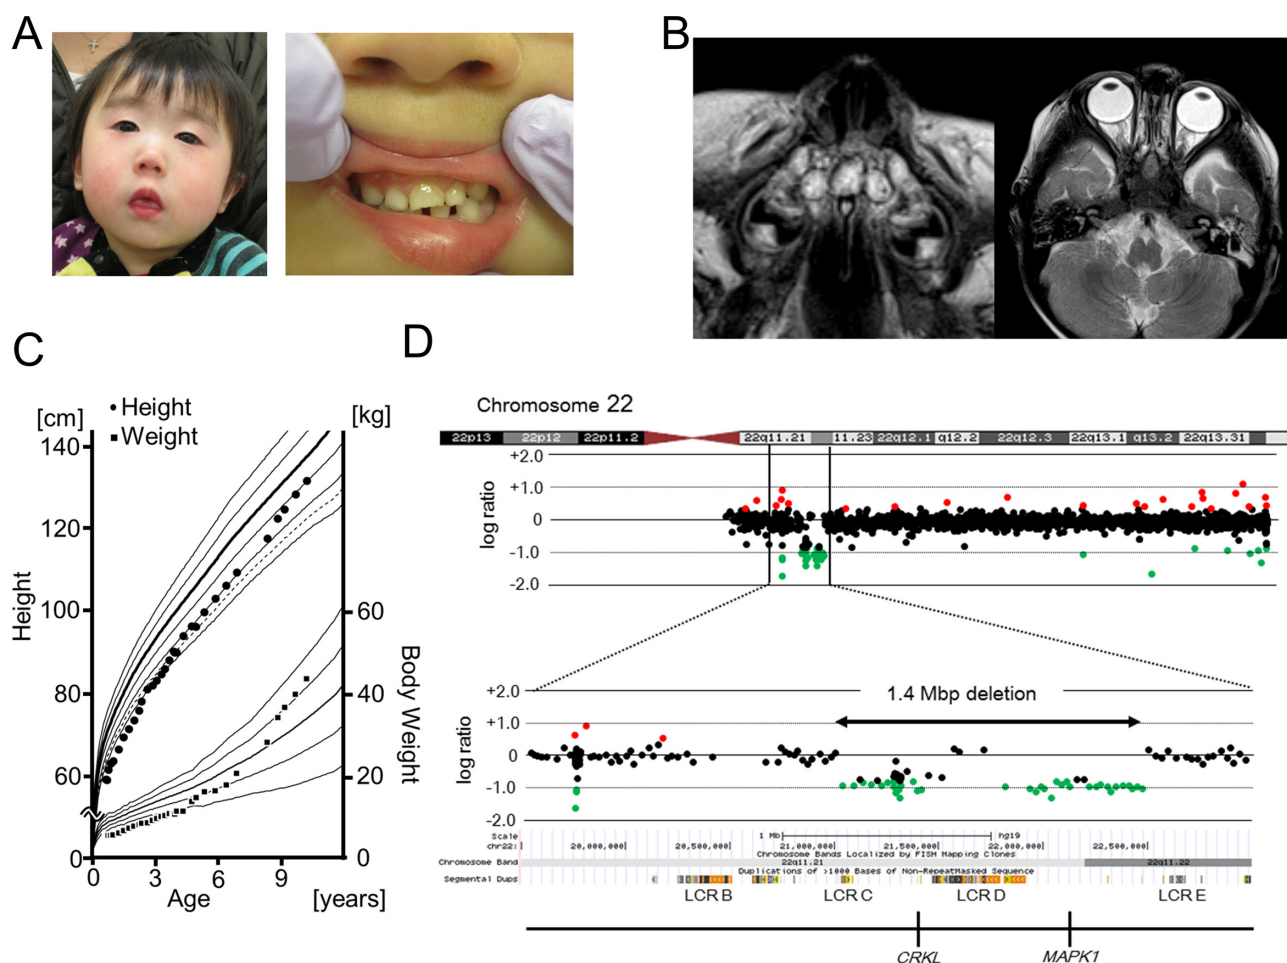 A
B
C
D
Height
Weight
[cm]
[kg]
140
120
100
80
60
0
Height
60
40
20
0
Body Weight
0 3 6 9
Age [years]
Chromosome 22
22p13 22p12 22p11.2 22q11.21 11.23 22q12.1 q12.2 22q12.3 22q13.1 q13.2 22q13.31
+2.0
+1.0
0
-1.0
-2.0
log ratio
1.4 Mbp deletion
+2.0
+1.0
0
-1.0
-2.0
log ratio
Scale 1 Mb hg19
chr22: 20,000,000 20,500,000 21,000,000 21,500,000 22,000,000 22,500,000
Chromosome Bands Localized by FISH Mapping Clones
Chromosome Band 22q11.21 22q11.22
Duplications of >1000 Bases of Non-RepeatMasked Sequence
Segmental Dups
LCR B LCR C LCR D LCR E
CRKL MAPK1